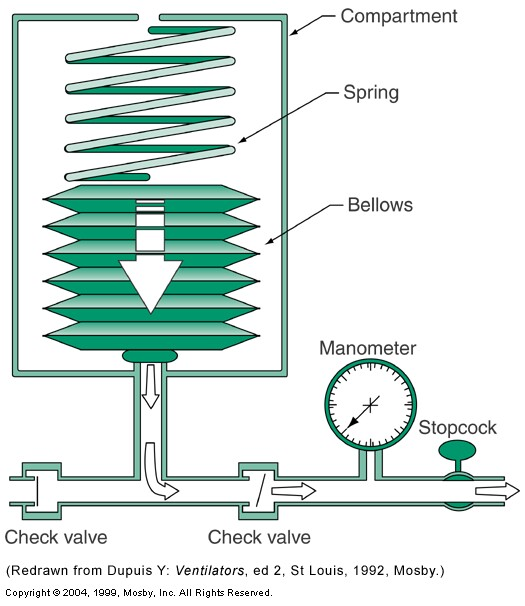 Compartment
Spring
Bellows
Manometer
Stopcock
Check valve
Check valve
(Redrawn from Dupuis Y: Ventilators, ed 2, St Louis, 1992, Mosby.)
Copyright © 2004, 1999, Mosby, Inc. All Rights Reserved.